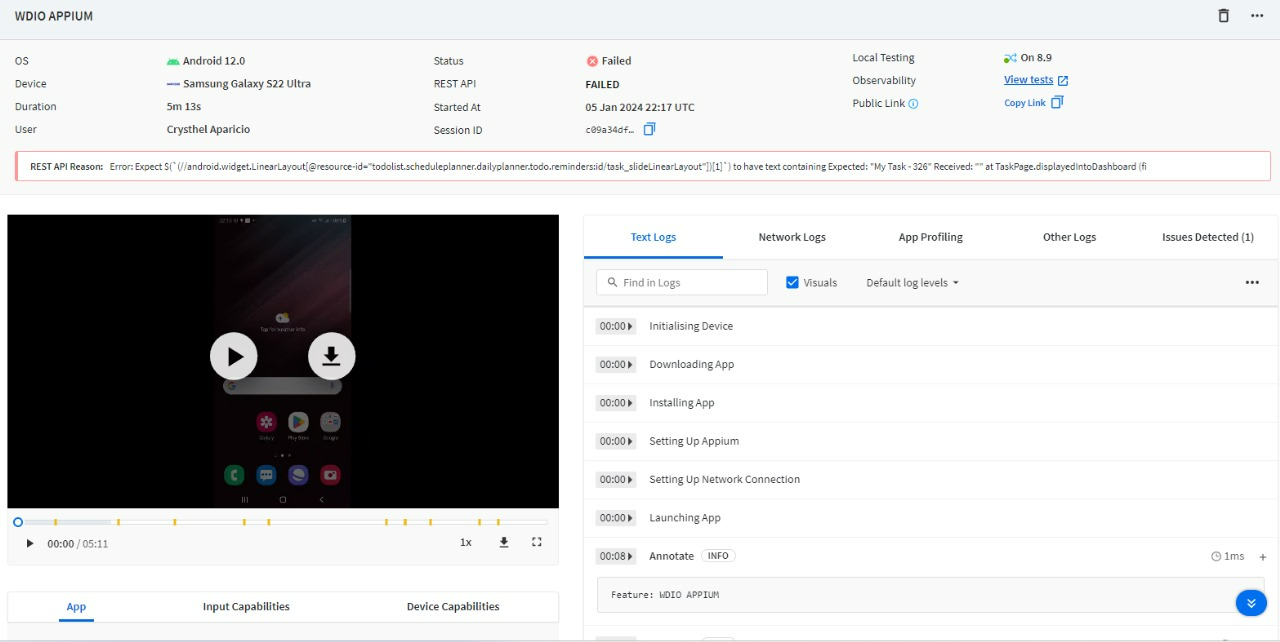 WDIO APPIUM
OS Android 12.0 Status Failed Local Testing On 8.9
Device Samsung Galaxy S22 Ultra REST API FAILED Observability View tests
Duration 5m 13s Started At 05 Jan 2024 22:17 UTC Public Link Copy Link
User Crysthel Aparicio Session ID c09a34df...
REST API Reason: Error: Expect $(`(//android.widget.LinearLayout[@resource-id="todolist.scheduleplanner.dailyplanner.todo.reminders:id/task_slideLinearLayout"])[1]`) to have text containing Expected: "My Task - 326" Received: "" at TaskPage.displayedIntoDashboard (fi
Tap for weather info
Gallery Play Store Google
00:00 / 05:11 1x
App Input Capabilities Device Capabilities
Text Logs Network Logs App Profiling Other Logs Issues Detected (1)
Find in Logs Visuals Default log levels
00:00 Initialising Device
00:00 Downloading App
00:00 Installing App
00:00 Setting Up Appium
00:00 Setting Up Network Connection
00:00 Launching App
00:08 Annotate INFO 1ms +
Feature: WDIO APPIUM